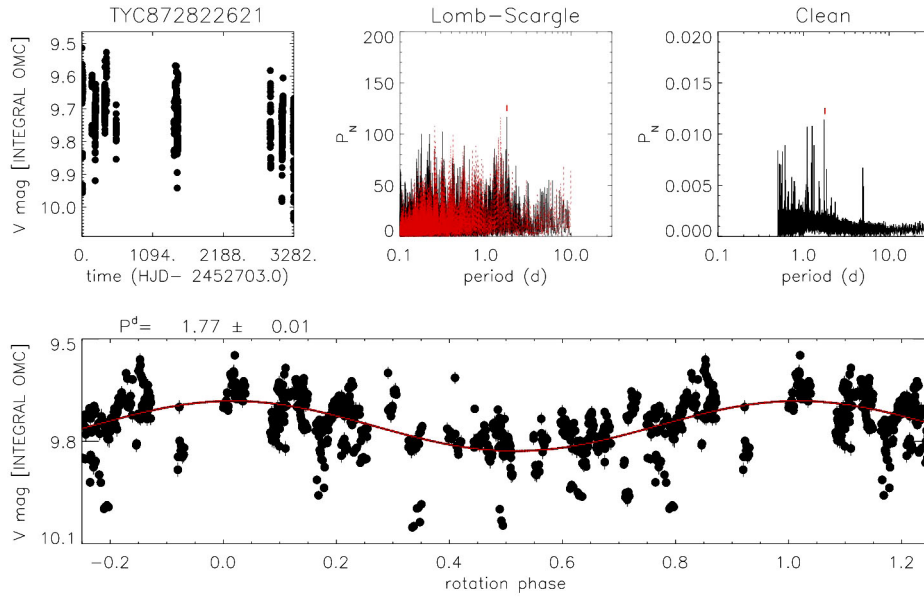 TYC872822621
Lomb-Scargle
Clean
V mag [INTEGRAL OMC]
9.5
9.6
9.7
9.8
9.9
10.0
0. 1094. 2188. 3282.
time (HJD- 2452703.0)
P_N
200
150
100
50
0
0.1 1.0 10.0
period (d)
P_N
0.020
0.015
0.010
0.005
0.000
0.1 1.0 10.0
period (d)
P^d= 1.77 ± 0.01
V mag [INTEGRAL OMC]
9.5
9.8
10.1
-0.2 0.0 0.2 0.4 0.6 0.8 1.0 1.2
rotation phase